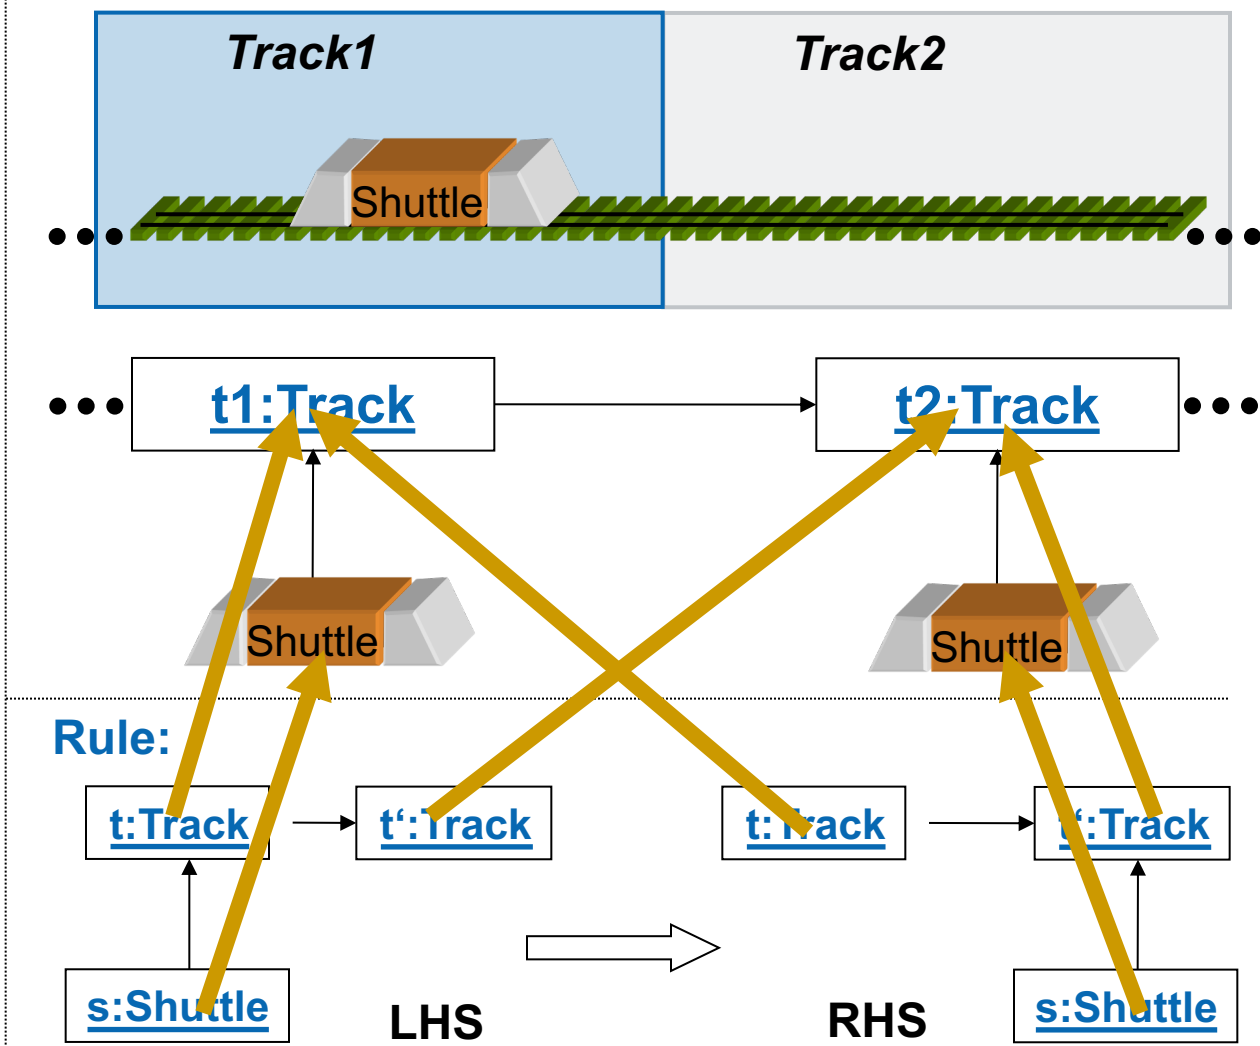 Track1 Track2
Shuttle
t1:Track t2:Track
Shuttle Shuttle
Rule:
t:Track t‘:Track t:Track t‘:Track
s:Shuttle LHS RHS s:Shuttle